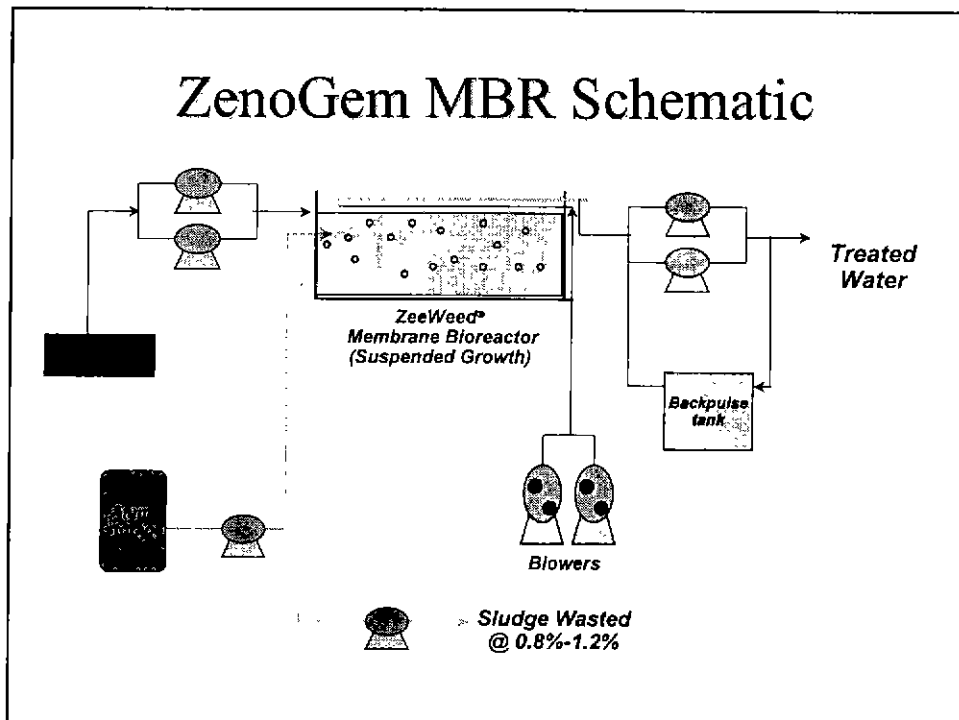 ZenoGem MBR Schematic
Treated
Water
ZeeWeed®
Membrane Bioreactor
(Suspended Growth)
Backpulse
tank
Blowers
Sludge Wasted
@ 0.8%-1.2%